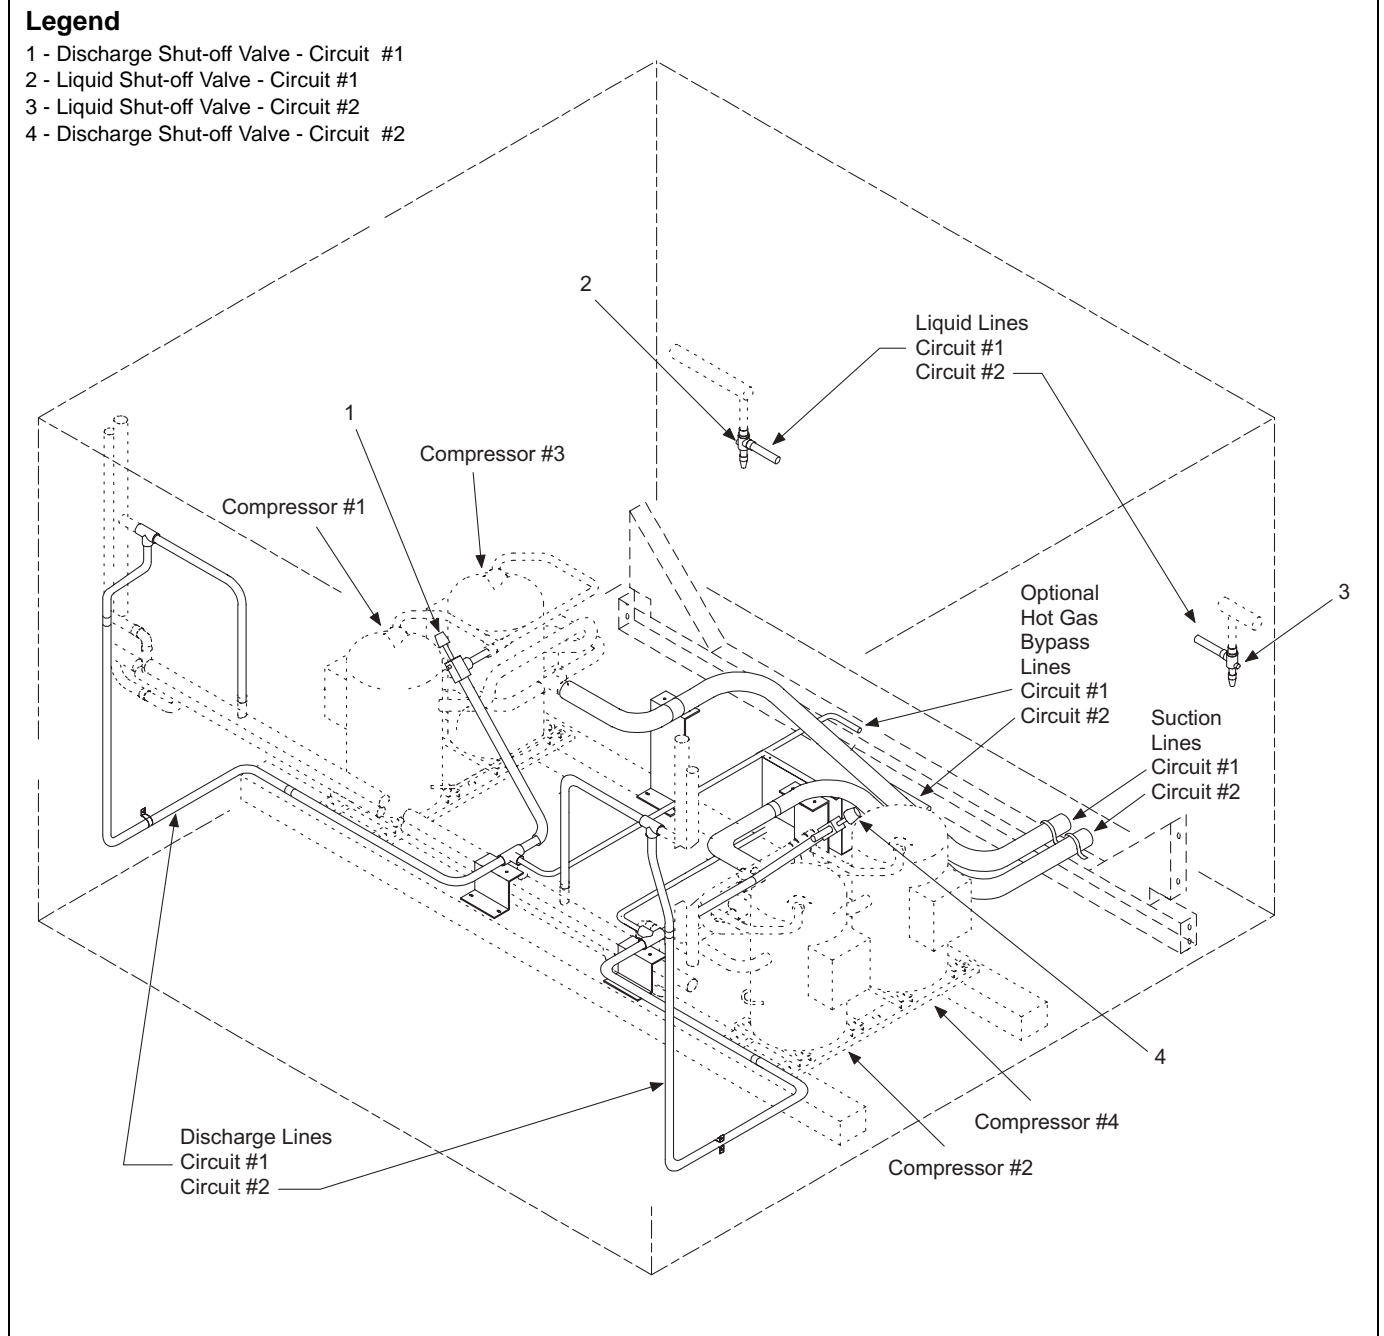 Legend
1 - Discharge Shut-off Valve - Circuit #1
2 - Liquid Shut-off Valve - Circuit #1
3 - Liquid Shut-off Valve - Circuit #2
4 - Discharge Shut-off Valve - Circuit #2
2
Liquid Lines
Circuit #1
Circuit #2
1
Compressor #3
Compressor #1
Optional
Hot Gas
Bypass
Lines
Circuit #1
Circuit #2
3
Suction
Lines
Circuit #1
Circuit #2
4
Compressor #4
Compressor #2
Discharge Lines
Circuit #1
Circuit #2